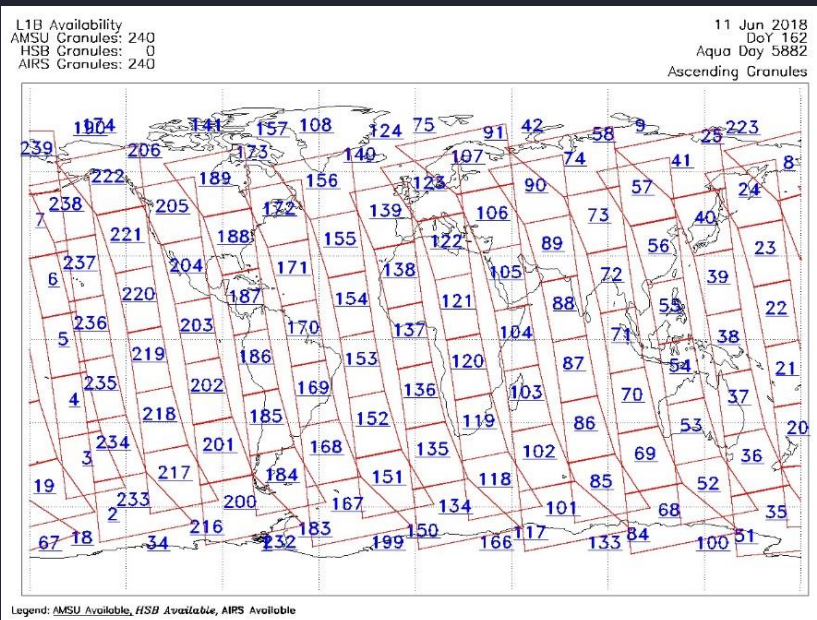 L1B Availability
AMSU Granules: 240
HSB Granules: 0
AIRS Granules: 240
11 Jun 2018
DoY 162
Aqua Day 5882
Ascending Granules
174 141 157 108 124 75 91 42 58 9 25 223
239 206 173 140 107 74 41 8
222 189 156 123 90 57 24
238 205 172 139 106 73 40
7 221 188 155 122 89 56 23
6 237 204 171 138 105 72 39
220 187 154 121 88 55 22
5 236 203 170 137 104 71 38
219 186 153 120 87 54 21
4 235 202 169 136 103 70 37
218 185 152 119 86 53 20
3 234 201 168 135 102 69 36
19 217 184 151 118 85 52
2 233 200 167 134 101 68 35
67 18 34 216 232 183 199 150 166 117 133 84 100 51
Legend: AMSU Available, HSB Available, AIRS Available